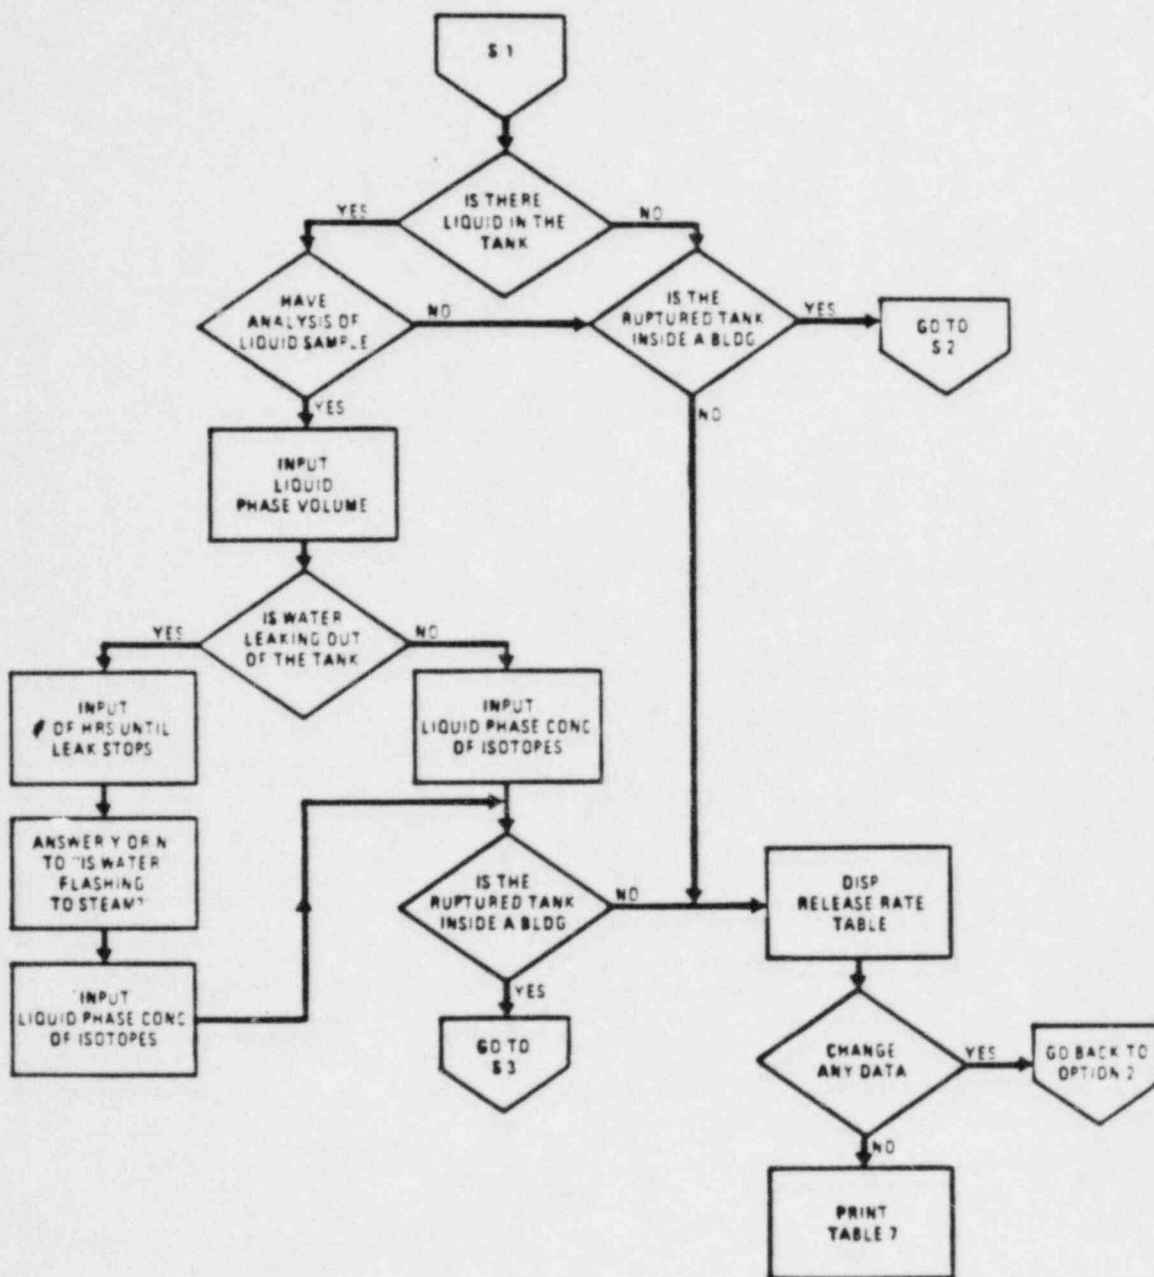 S 1
IS THERE
LIQUID IN THE
TANK
YES
NO
HAVE
ANALYSIS OF
LIQUID SAMPLE
NO
IS THE
RUPTURED TANK
INSIDE A BLDG
YES
GO TO
S 2
YES
NO
INPUT
LIQUID
PHASE VOLUME
IS WATER
LEAKING OUT
OF THE TANK
YES
NO
INPUT
# OF HRS UNTIL
LEAK STOPS
INPUT
LIQUID PHASE CONC
OF ISOTOPES
ANSWER Y OR N
TO "IS WATER
FLASHING
TO STEAM?
IS THE
RUPTURED TANK
INSIDE A BLDG
NO
DISP
RELEASE RATE
TABLE
INPUT
LIQUID PHASE CONC
OF ISOTOPES
YES
GO TO
S 3
CHANGE
ANY DATA
YES
GO BACK TO
OPTION 2
NO
PRINT
TABLE 7